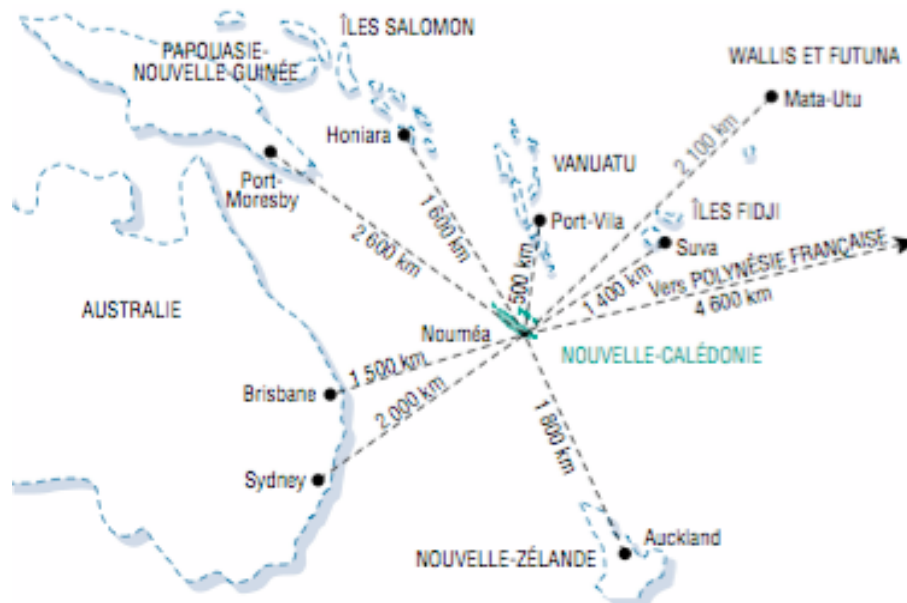 ÎLES SALOMON
PAPOUASIE-
NOUVELLE-GUINÉE
WALLIS ET FUTUNA
Mata-Utu
Honiara
2 100 km
VANUATU
Port-
Moresby
1 600 km
ÎLES FIDJI
Port-Vila
Suva
2 600 km
500 km
1 400 km
Vers POLYNÉSIE FRANÇAISE
4 600 km
AUSTRALIE
Nouméa
NOUVELLE-CALÉDONIE
1 500 km
Brisbane
2 000 km
1 800 km
Sydney
Auckland
NOUVELLE-ZÉLANDE